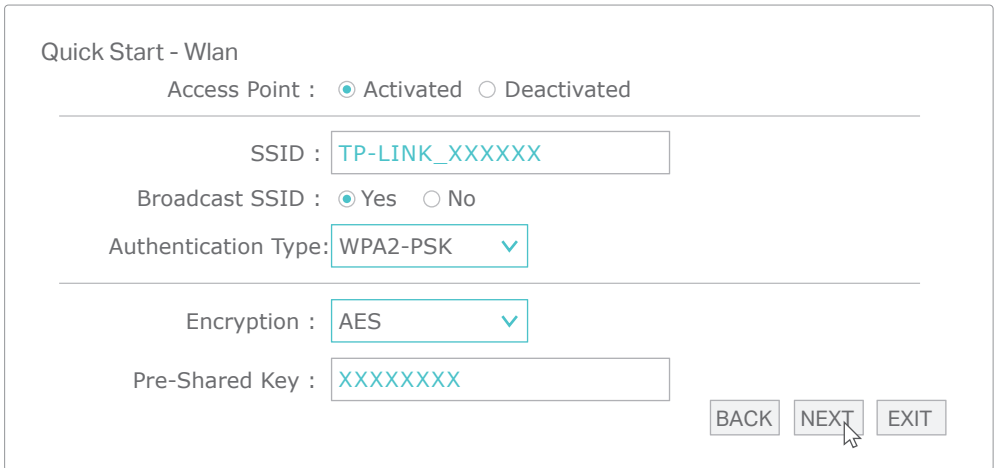 Quick Start - Wlan
Access Point : Activated Deactivated
SSID : TP-LINK_XXXXXX
Broadcast SSID : Yes No
Authentication Type: WPA2-PSK
Encryption : AES
Pre-Shared Key : XXXXXXXX
BACK NEXT EXIT